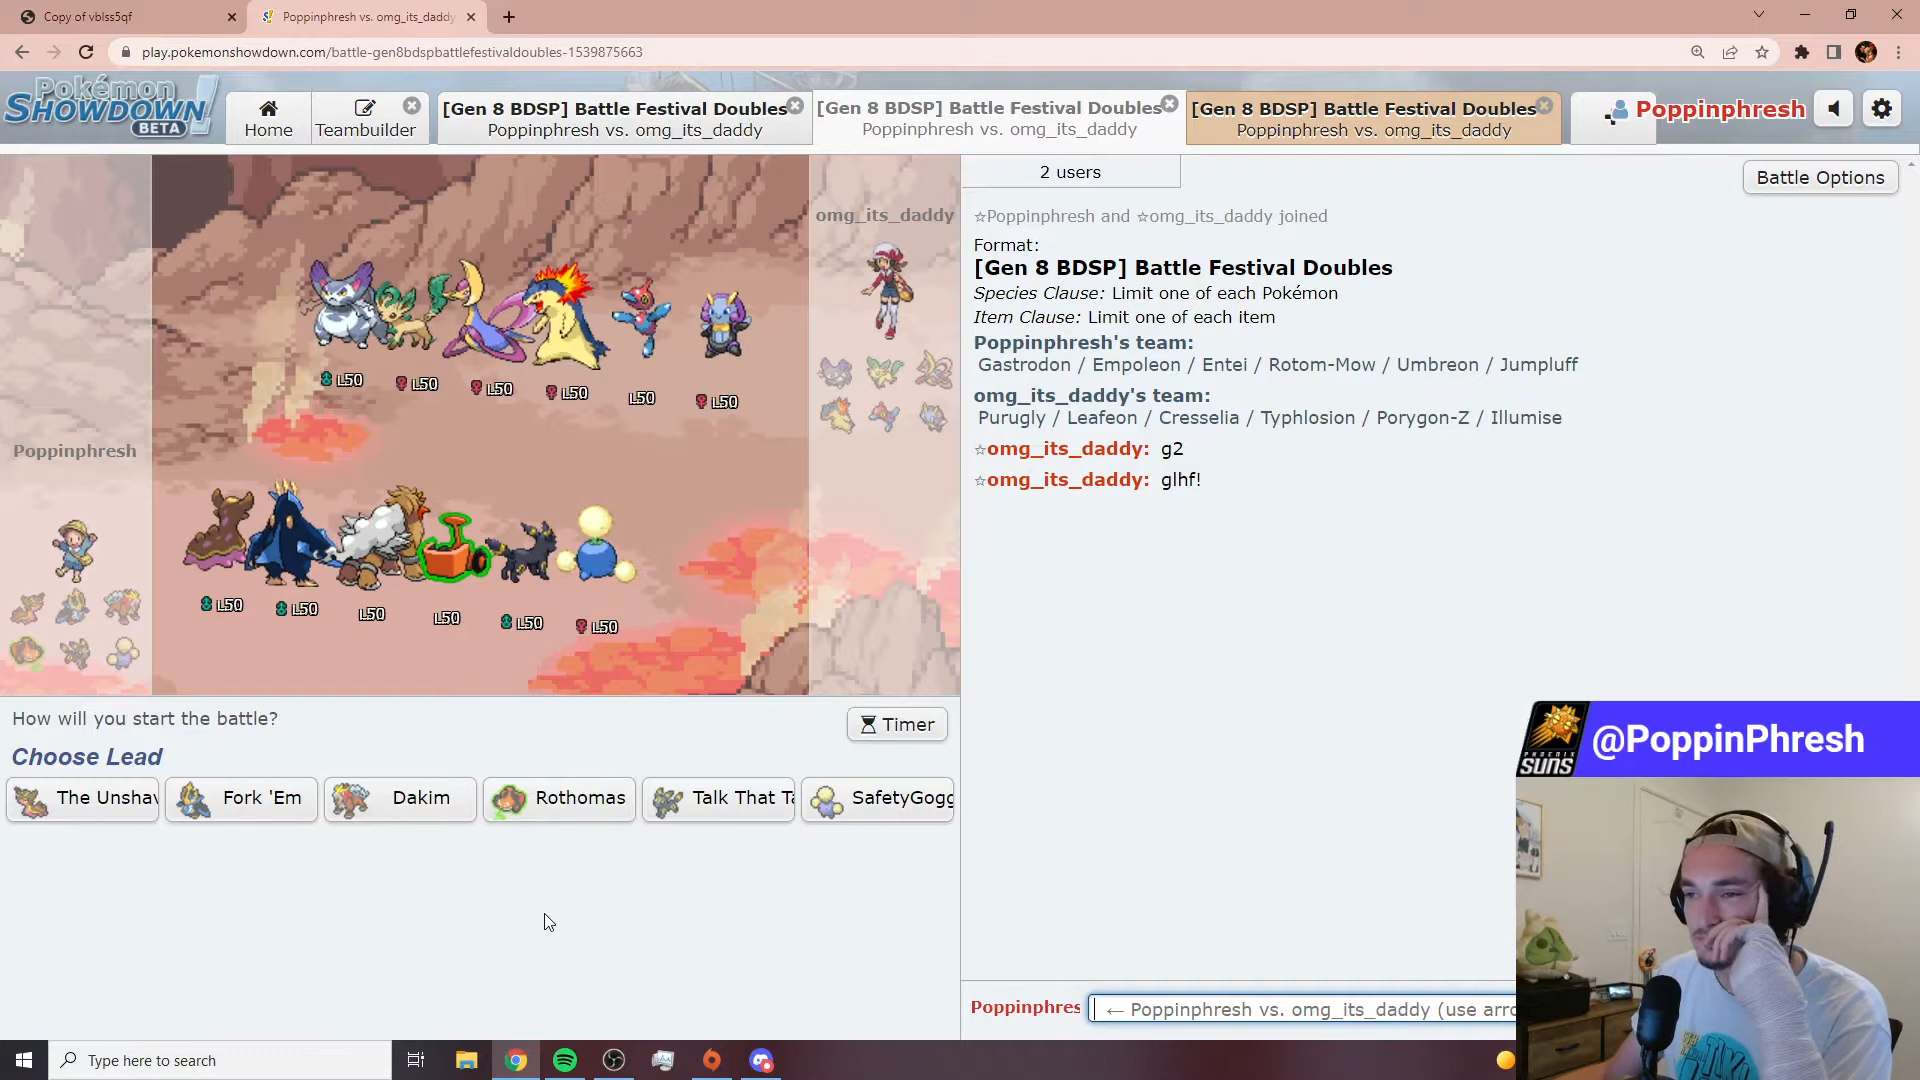 Copy of vblss5qf
Poppinphresh vs. omg_its_daddy
play.pokemonshowdown.com/battle-gen8bdspbattlefestivaldoubles-1539875663
Pokémon
SHOWDOWN!
BETA
Home
Teambuilder
[Gen 8 BDSP] Battle Festival Doubles
Poppinphresh vs. omg_its_daddy
[Gen 8 BDSP] Battle Festival Doubles
Poppinphresh vs. omg_its_daddy
[Gen 8 BDSP] Battle Festival Doubles
Poppinphresh vs. omg_its_daddy
Poppinphresh
2 users
Battle Options
omg_its_daddy
☆Poppinphresh and ☆omg_its_daddy joined
Format:
[Gen 8 BDSP] Battle Festival Doubles
Species Clause: Limit one of each Pokémon
Item Clause: Limit one of each item
Poppinphresh's team:
Gastrodon / Empoleon / Entei / Rotom-Mow / Umbreon / Jumpluff
omg_its_daddy's team:
Purugly / Leafeon / Cresselia / Typhlosion / Porygon-Z / Illumise
☆omg_its_daddy: g2
☆omg_its_daddy: glhf!
L50 L50 L50 L50 L50 L50
Poppinphresh
L50 L50 L50 L50 L50 L50
How will you start the battle?
Timer
Choose Lead
The Unshav
Fork 'Em
Dakim
Rothomas
Talk That Ta
SafetyGogg
PHOENIX
SUNS
@PoppinPhresh
Poppinphres
← Poppinphresh vs. omg_its_daddy (use arro
Type here to search